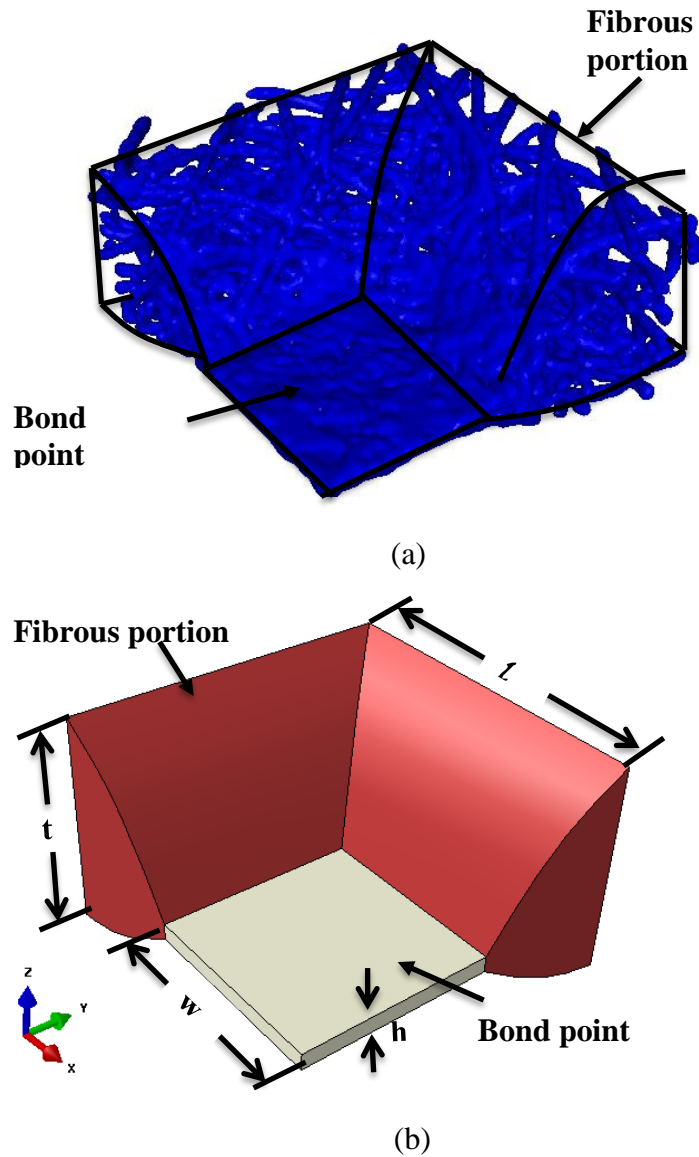 Fibrous
portion
Bond
point
(a)
Fibrous portion
l
t
w
h
Bond point
Z
Y
X
(b)